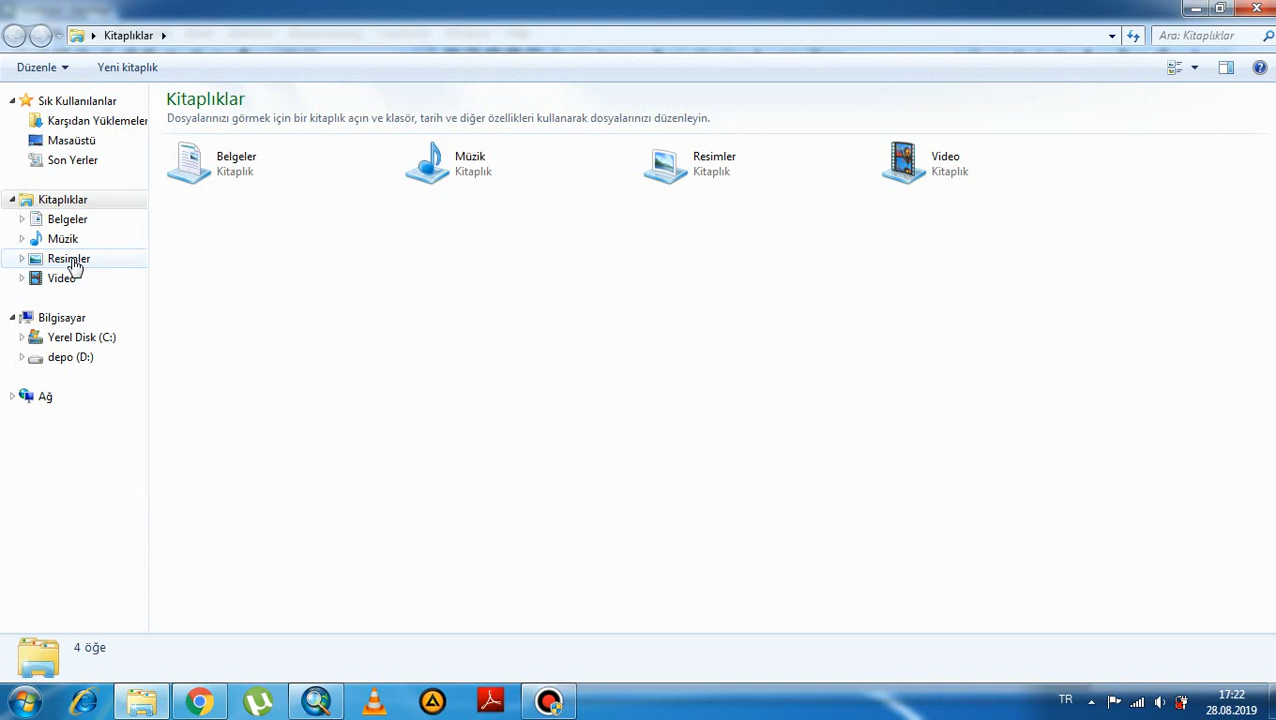 Kitaplıklar
Ara: Kitaplıklar
Düzenle
Yeni kitaplık
Sık Kullanılanlar
Karşıdan Yüklemeler
Masaüstü
Son Yerler
Kitaplıklar
Belgeler
Müzik
Resimler
Video
Bilgisayar
Yerel Disk (C:)
depo (D:)
Ağ
Kitaplıklar
Dosyalarınızı görmek için bir kitaplık açın ve klasör, tarih ve diğer özellikleri kullanarak dosyalarınızı düzenleyin.
Belgeler
Kitaplık
Müzik
Kitaplık
Resimler
Kitaplık
Video
Kitaplık
4 öğe
TR
17:22
28.08.2019